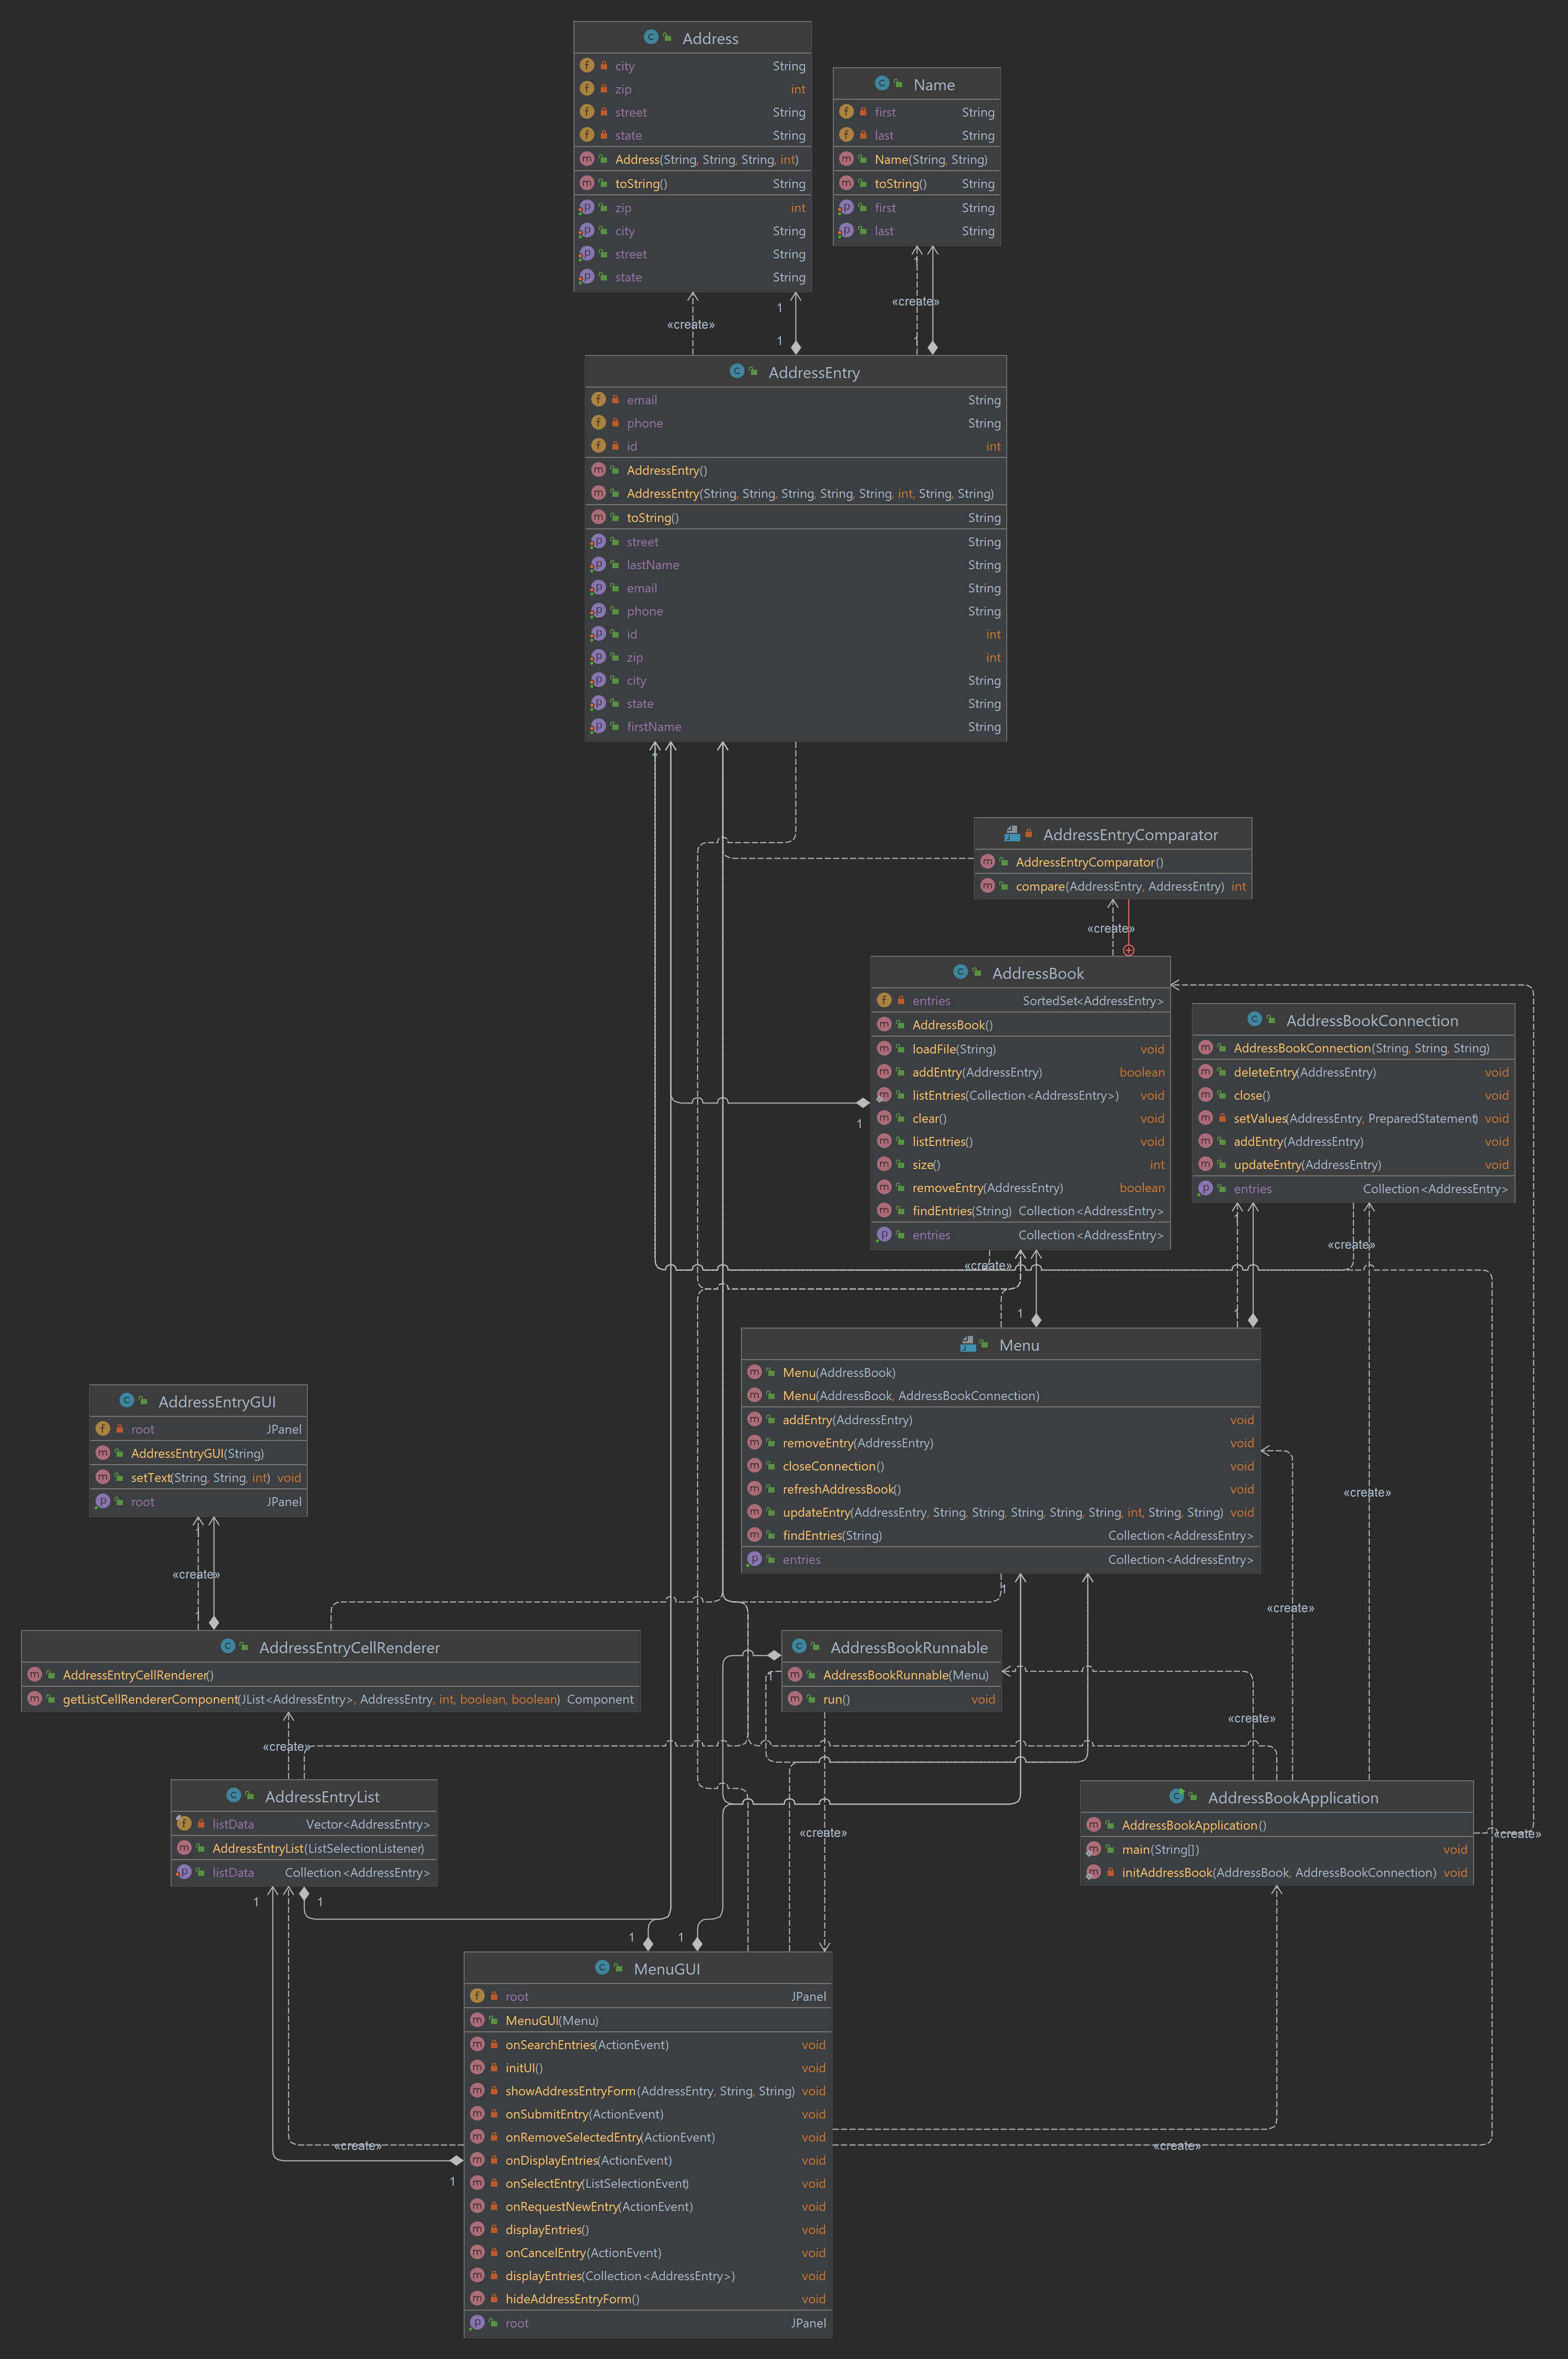 Address
city String
zip int
street String
state String
Address(String, String, String, int)
toString() String
zip int
city String
street String
state String
Name
first String
last String
Name(String, String)
toString() String
first String
last String
«create»
1
1
«create»
1
1
AddressEntry
email String
phone String
id int
AddressEntry()
AddressEntry(String, String, String, String, String, int, String, String)
toString() String
street String
lastName String
email String
phone String
id int
zip int
city String
state String
firstName String
AddressEntryComparator
AddressEntryComparator()
compare(AddressEntry, AddressEntry) int
«create»
AddressBook
entries SortedSet<AddressEntry>
AddressBook()
loadFile(String) void
addEntry(AddressEntry) boolean
listEntries(Collection<AddressEntry>) void
clear() void
listEntries() void
size() int
removeEntry(AddressEntry) boolean
findEntries(String) Collection<AddressEntry>
entries Collection<AddressEntry>
1
AddressBookConnection
AddressBookConnection(String, String, String)
deleteEntry(AddressEntry) void
close() void
setValues(AddressEntry, PreparedStatement) void
addEntry(AddressEntry) void
updateEntry(AddressEntry) void
entries Collection<AddressEntry>
1
«create»
«create»
1
1
Menu
Menu(AddressBook)
Menu(AddressBook, AddressBookConnection)
addEntry(AddressEntry) void
removeEntry(AddressEntry) void
closeConnection() void
refreshAddressBook() void
updateEntry(AddressEntry, String, String, String, String, String, int, String, String) void
findEntries(String) Collection<AddressEntry>
entries Collection<AddressEntry>
AddressEntryGUI
root JPanel
AddressEntryGUI(String)
setText(String, String, int) void
root JPanel
1
«create»
1
«create»
1
«create»
AddressEntryCellRenderer
AddressEntryCellRenderer()
getListCellRendererComponent(JList<AddressEntry>, AddressEntry, int, boolean, boolean) Component
AddressBookRunnable
AddressBookRunnable(Menu)
run() void
1
«create»
«create»
AddressEntryList
listData Vector<AddressEntry>
AddressEntryList(ListSelectionListener)
listData Collection<AddressEntry>
AddressBookApplication
AddressBookApplication()
main(String[]) void
initAddressBook(AddressBook, AddressBookConnection) void
«create»
«create»
1
1
1
1
MenuGUI
root JPanel
MenuGUI(Menu)
onSearchEntries(ActionEvent) void
initUI() void
showAddressEntryForm(AddressEntry, String, String) void
onSubmitEntry(ActionEvent) void
onRemoveSelectedEntry(ActionEvent) void
onDisplayEntries(ActionEvent) void
onSelectEntry(ListSelectionEvent) void
onRequestNewEntry(ActionEvent) void
displayEntries() void
onCancelEntry(ActionEvent) void
displayEntries(Collection<AddressEntry>) void
hideAddressEntryForm() void
root JPanel
«create»
«create»
1